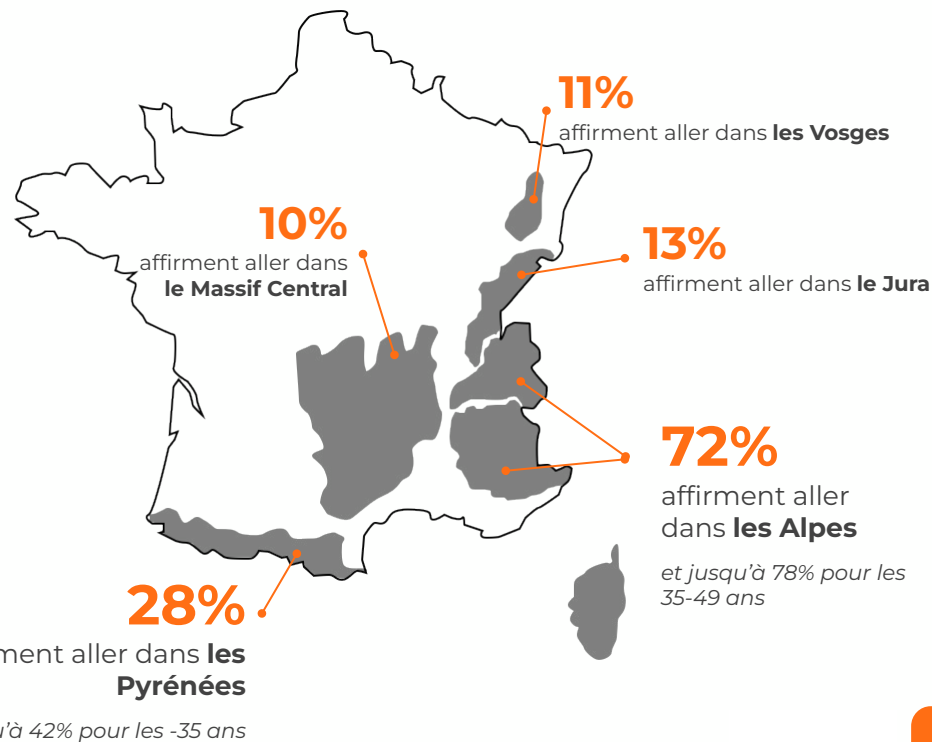 11%
affirment aller dans les Vosges
10%
affirment aller dans
le Massif Central
13%
affirment aller dans le Jura
72%
affirment aller
dans les Alpes
et jusqu'à 78% pour les
35-49 ans
28%
ment aller dans les
Pyrénées
u'à 42% pour les -35 ans